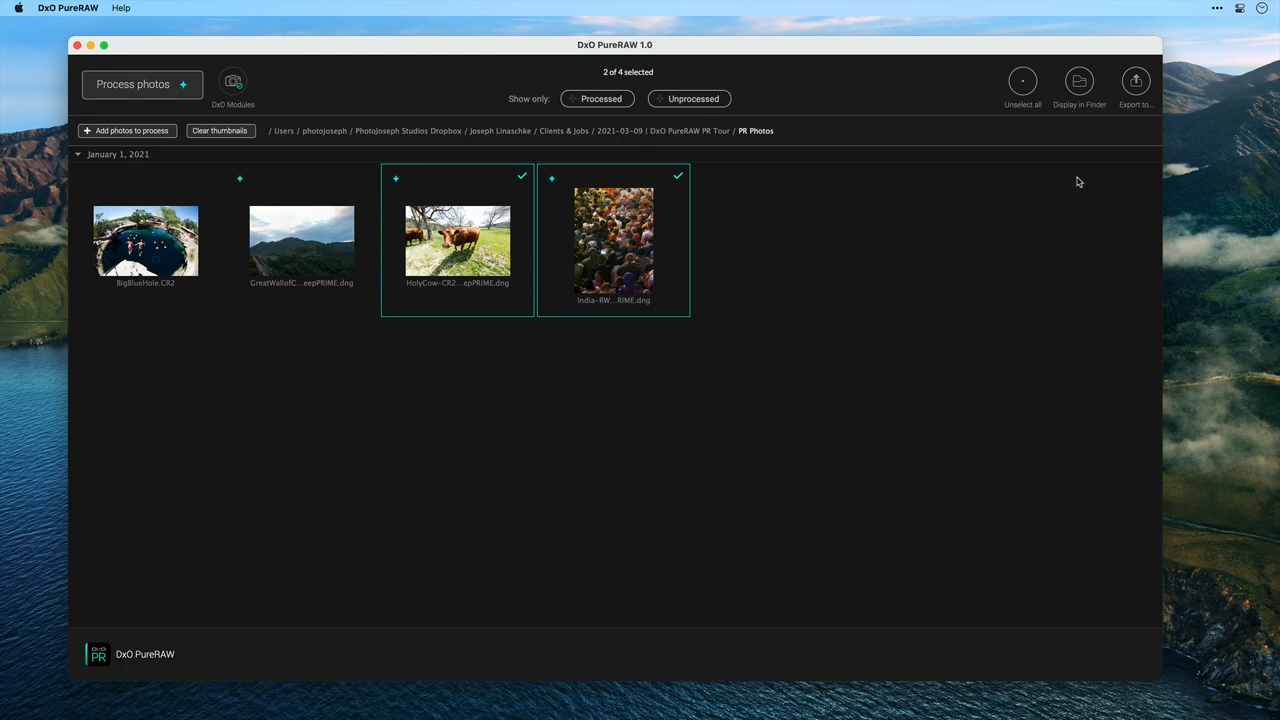 DxO PureRAW Help
DxO PureRAW 1.0
Process photos
DxO Modules
2 of 4 selected
Show only: Processed Unprocessed
Unselect all Display in Finder Export to...
Add photos to process Clear thumbnails / Users / photojoseph / PhotoJoseph Studios Dropbox / Joseph Linaschke / Clients & Jobs / 2021-03-09 | DxO PureRAW PR Tour / PR Photos
January 1, 2021
BigBlueHole.CR2 GreatWallofC...eepPRIME.dng HolyCow-CR2...epPRIME.dng
India-RW...RIME.dng
DXO
PR
DxO PureRAW